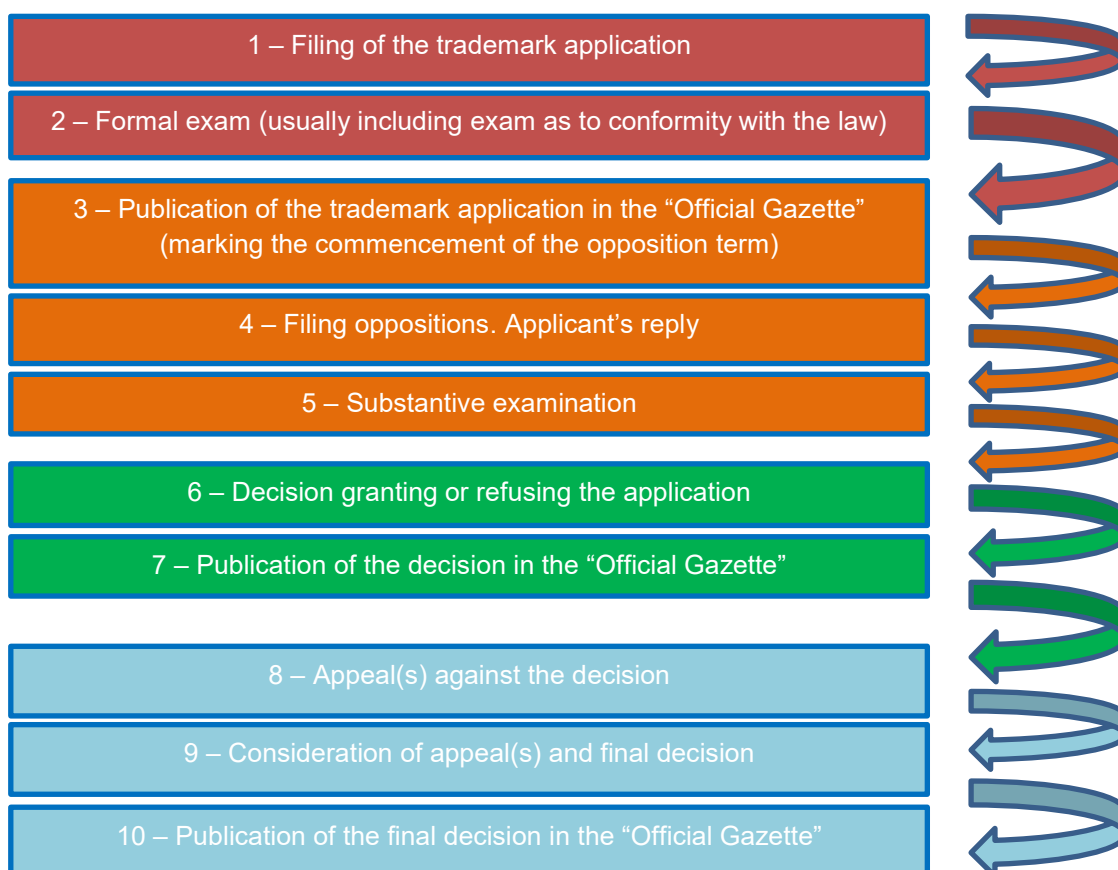 1 – Filing of the trademark application
2 – Formal exam (usually including exam as to conformity with the law)
3 – Publication of the trademark application in the “Official Gazette”
(marking the commencement of the opposition term)
4 – Filing oppositions. Applicant’s reply
5 – Substantive examination
6 – Decision granting or refusing the application
7 – Publication of the decision in the “Official Gazette”
8 – Appeal(s) against the decision
9 – Consideration of appeal(s) and final decision
10 – Publication of the final decision in the “Official Gazette”